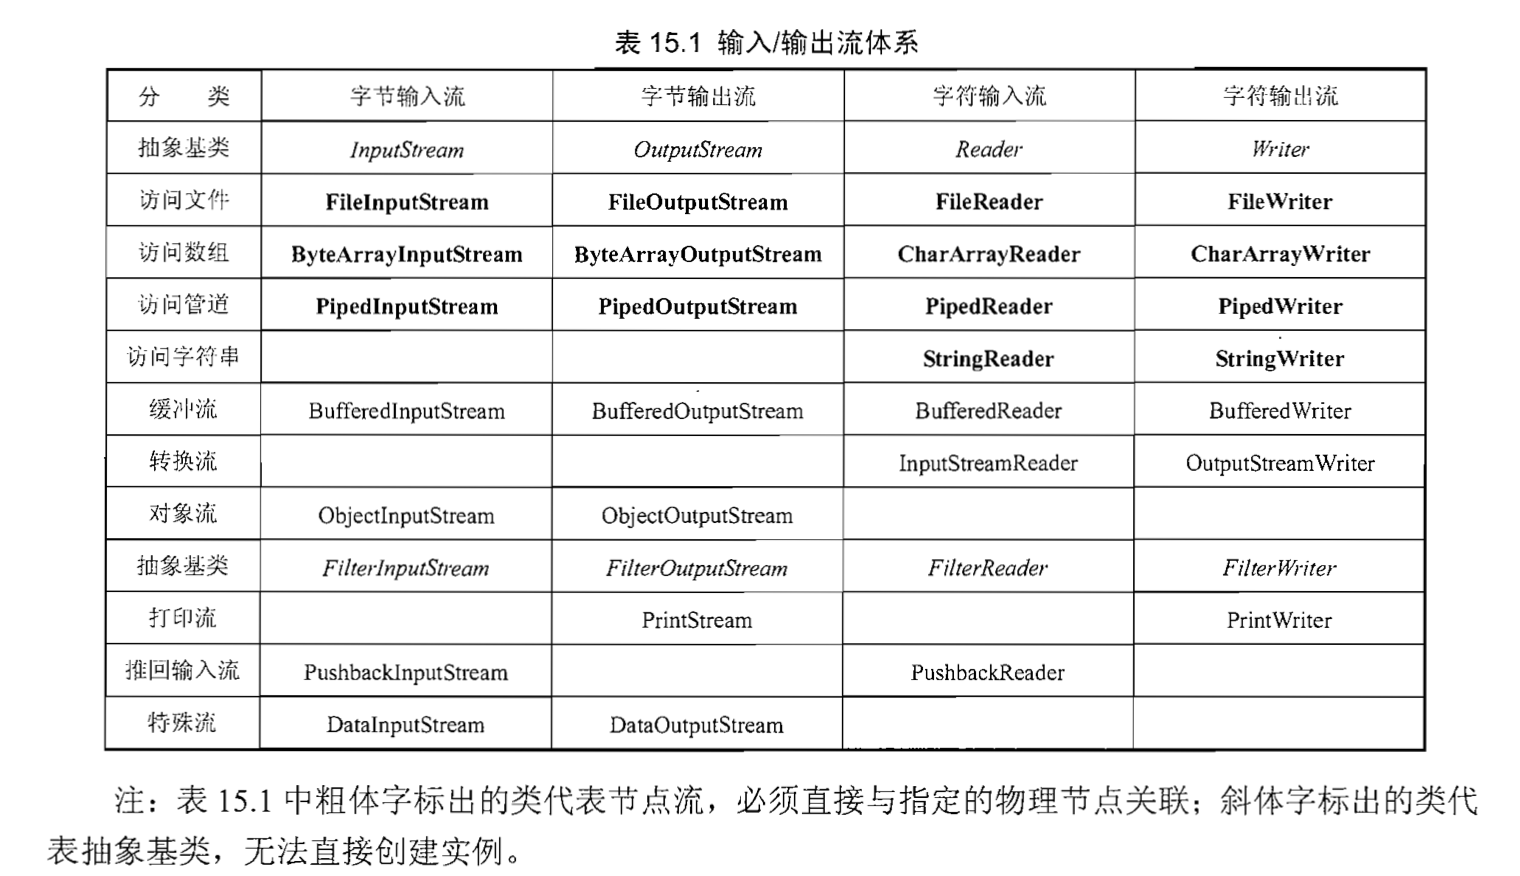 表 15.1 输入/输出流体系
分 类 字节输入流 字节输出流 字符输入流 字符输出流
抽象基类 InputStream OutputStream Reader Writer
访问文件 FileInputStream FileOutputStream FileReader FileWriter
访问数组 ByteArrayInputStream ByteArrayOutputStream CharArrayReader CharArrayWriter
访问管道 PipedInputStream PipedOutputStream PipedReader PipedWriter
访问字符串 StringReader StringWriter
缓冲流 BufferedInputStream BufferedOutputStream BufferedReader BufferedWriter
转换流 InputStreamReader OutputStreamWriter
对象流 ObjectInputStream ObjectOutputStream
抽象基类 FilterInputStream FilterOutputStream FilterReader FilterWriter
打印流 PrintStream PrintWriter
推回输入流 PushbackInputStream PushbackReader
特殊流 DataInputStream DataOutputStream
注：表 15.1 中粗体字标出的类代表节点流，必须直接与指定的物理节点关联；斜体字标出的类代
表抽象基类，无法直接创建实例。